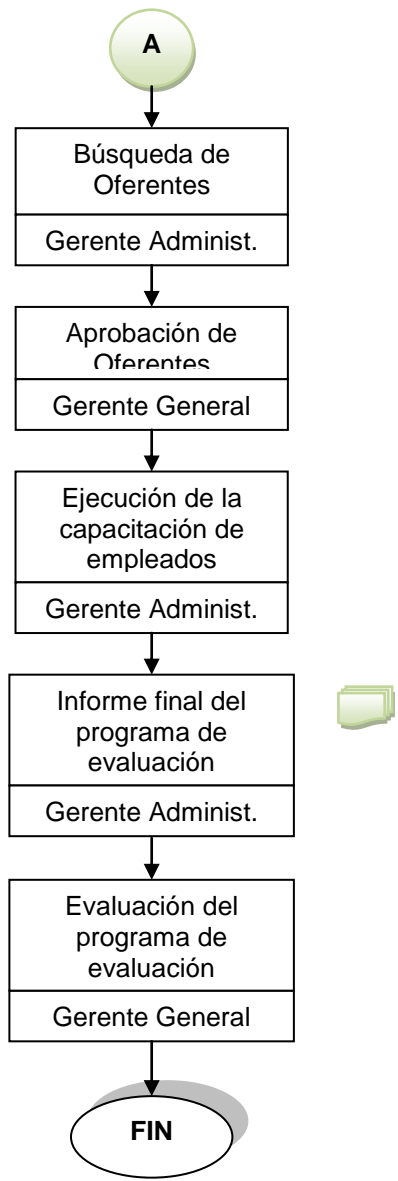 A
Búsqueda de
Oferentes
Gerente Administ.
Aprobación de
Oferentes
Gerente General
Ejecución de la
capacitación de
empleados
Gerente Administ.
Informe final del
programa de
evaluación
Gerente Administ.
Evaluación del
programa de
evaluación
Gerente General
FIN